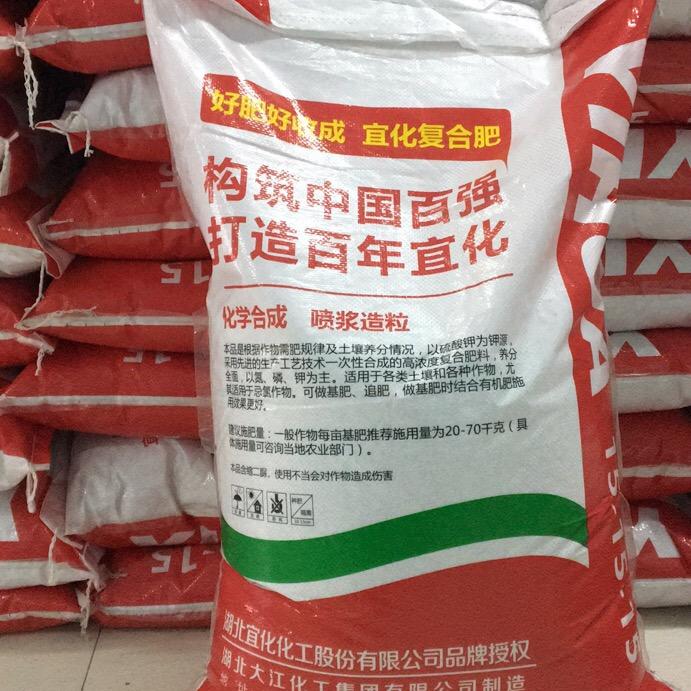 好肥好收成 宜化复合肥
构筑中国百强
打造百年宜化
化学合成 喷浆造粒
本品是根据作物需肥规律及土壤养分情况，以硫酸钾为钾源，
采用先进的生产工艺技术一次性合成的高浓度复合肥料，养分
全面，以氮、磷、钾为主。适用于各类土壤和各种作物，尤
其适用于忌氯作物。可做基肥、追肥，做基肥时结合有机肥施
用效果更好。
建议施肥量：一般作物每亩基肥推荐施用量为20-70千克（具
体施用量可咨询当地农业部门）。
本品含缩二脲，使用不当会对作物造成伤害
湖北宜化化工股份有限公司品牌授权
湖北大江化工集团有限公司制造
15.15.15